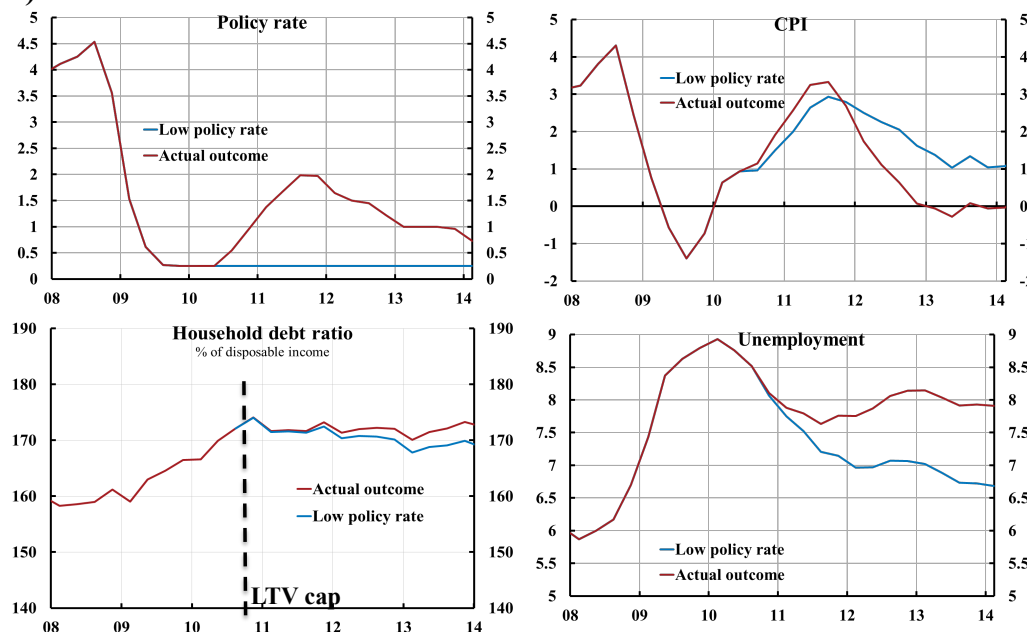 )
Policy rate
5 5
4.5 4.5
4 4
3.5 3.5
3 3
2.5 2.5
2 2
1.5 1.5
1 1
0.5 0.5
0 0
Low policy rate
Actual outcome
08 09 10 11 12 13 14
CPI
5 5
4 4
3 3
2 2
1 1
0 0
-1 -1
-2 -2
Low policy rate
Actual outcome
08 09 10 11 12 13 14
Household debt ratio
% of disposable income
190 190
180 180
170 170
160 160
150 150
140 140
Actual outcome
Low policy rate
LTV cap
08 09 10 11 12 13 14
Unemployment
9 9
8.5 8.5
8 8
7.5 7.5
7 7
6.5 6.5
6 6
5.5 5.5
Low policy rate
Actual outcome
08 09 10 11 12 13 14